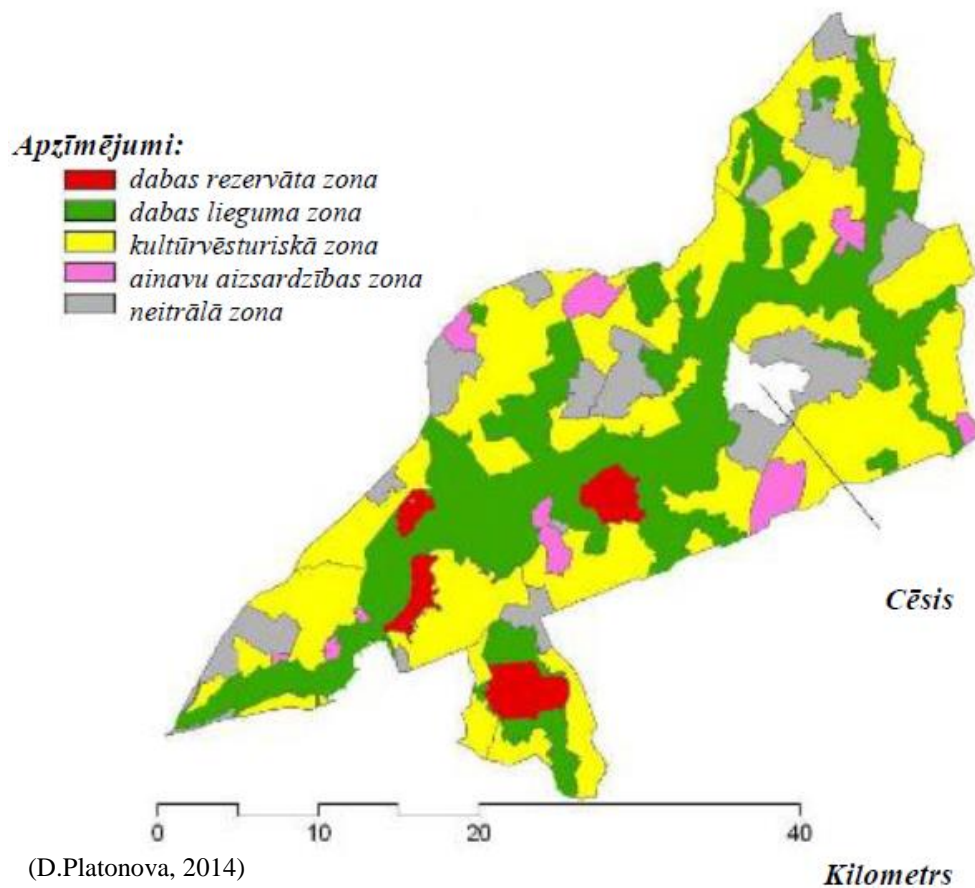 Apzīmējumi:
dabas rezervāta zona
dabas lieguma zona
kultūrvēsturiskā zona
ainavu aizsardzības zona
neitrālā zona
Cēsis
0 10 20 40
(D.Platonova, 2014)
Kilometrs